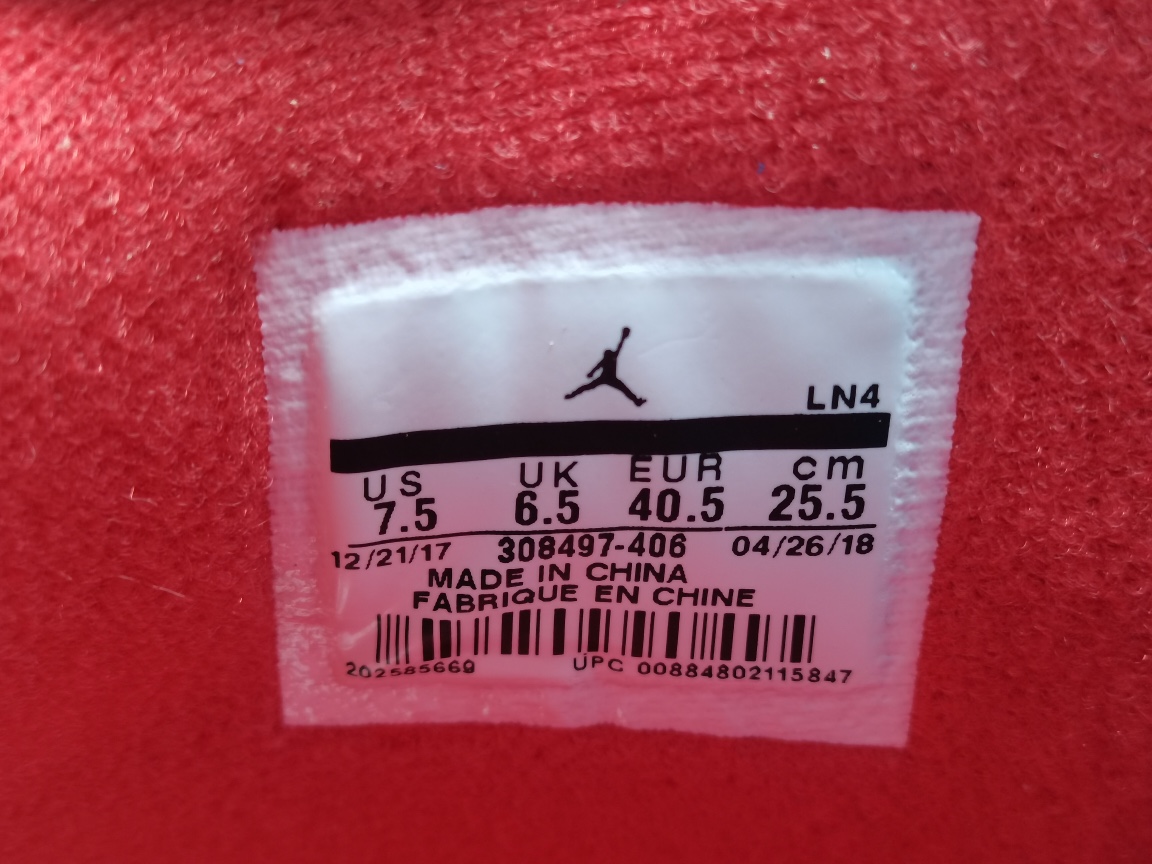 LN4
US UK EUR cm
7.5 6.5 40.5 25.5
12/21/17 308497-406 04/26/18
MADE IN CHINA
FABRIQUE EN CHINE
202585669 UPC 00884802115847